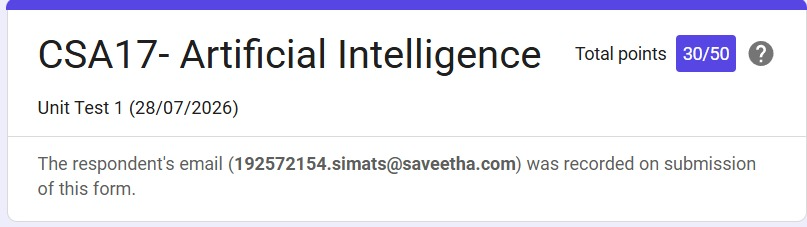 CSA17- Artificial Intelligence
Total points 30/50 ?
Unit Test 1 (28/07/2026)
The respondent's email (192572154.simats@saveetha.com) was recorded on submission
of this form.